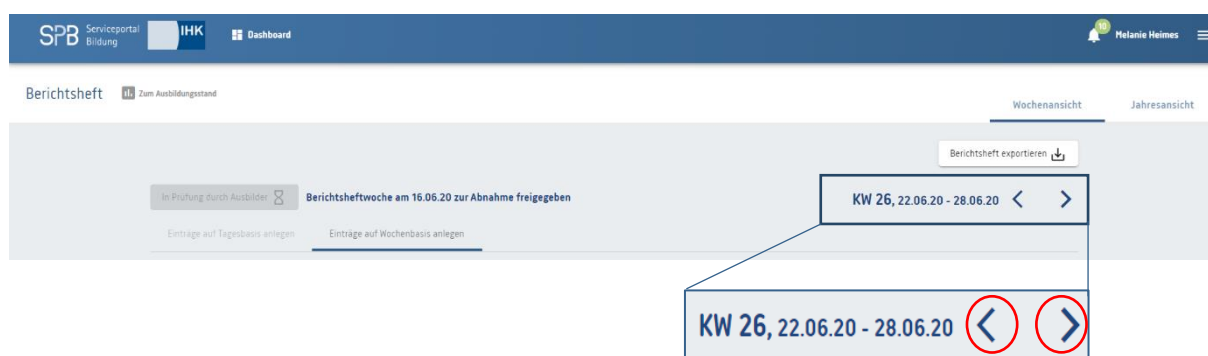 SPB Serviceportal Bildung
IHK
Dashboard
10
Melanie Heimes
Berichtsheft
Zum Ausbildungsstand
Wochenansicht
Jahresansicht
Berichtsheft exportieren
In Prüfung durch Ausbilder
Berichtsheftwoche am 16.06.20 zur Abnahme freigegeben
KW 26, 22.06.20 - 28.06.20
Einträge auf Tagesbasis anlegen
Einträge auf Wochenbasis anlegen
KW 26, 22.06.20 - 28.06.20